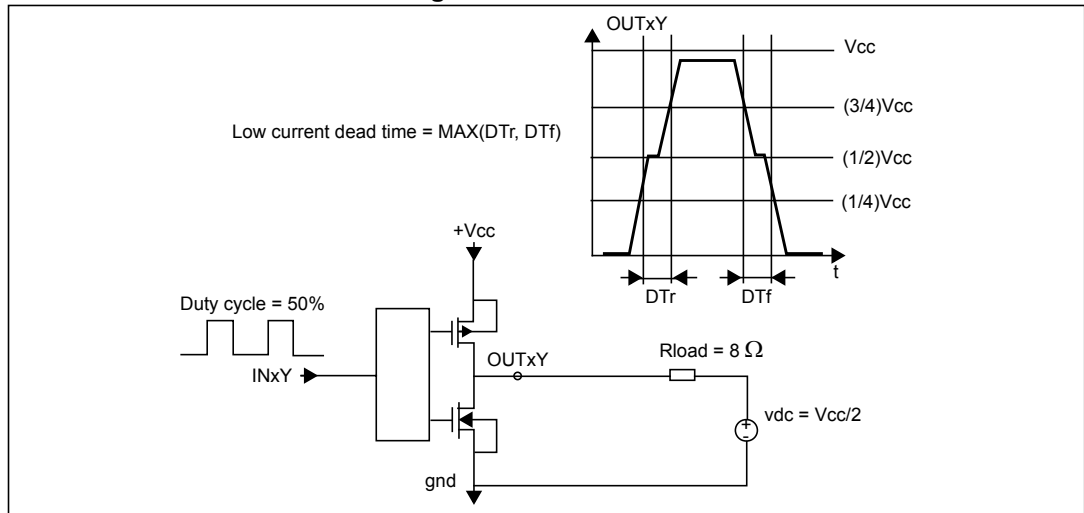 OUTxY
Vcc
(3/4)Vcc
Low current dead time = MAX(DTr, DTf)
(1/2)Vcc
(1/4)Vcc
+Vcc
t
DTr
DTf
Duty cycle = 50%
OUTxY
Rload = 8 Ω
INxY
vdc = Vcc/2
+
-
gnd